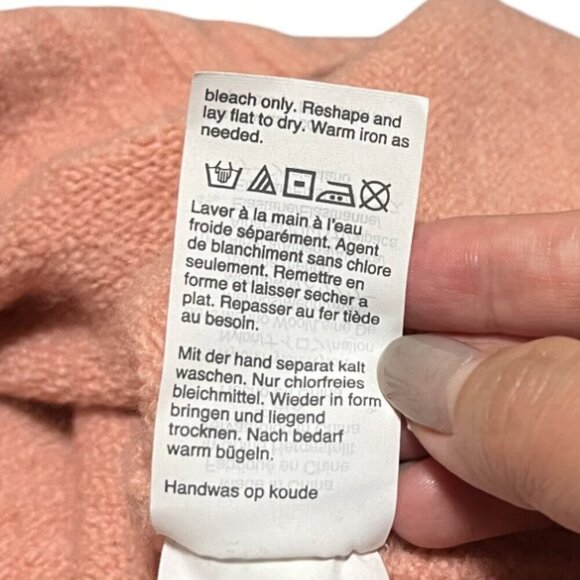 bleach only. Reshape and
lay flat to dry. Warm iron as
needed.
Laver à la main à l'eau
froide séparément. Agent
de blanchiment sans chlore
seulement. Remettre en
forme et laisser secher a
plat. Repasser au fer tiède
au besoin.
Mit der hand separat kalt
waschen. Nur chlorfreies
bleichmittel. Wieder in form
bringen und liegend
trocknen. Nach bedarf
warm bügeln.
Handwas op koude